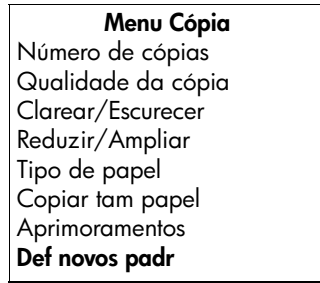 Menu Cópia
Número de cópias
Qualidade da cópia
Clarear/Escurecer
Reduzir/Ampliar
Tipo de papel
Copiar tam papel
Aprimoramentos
Def novos padr